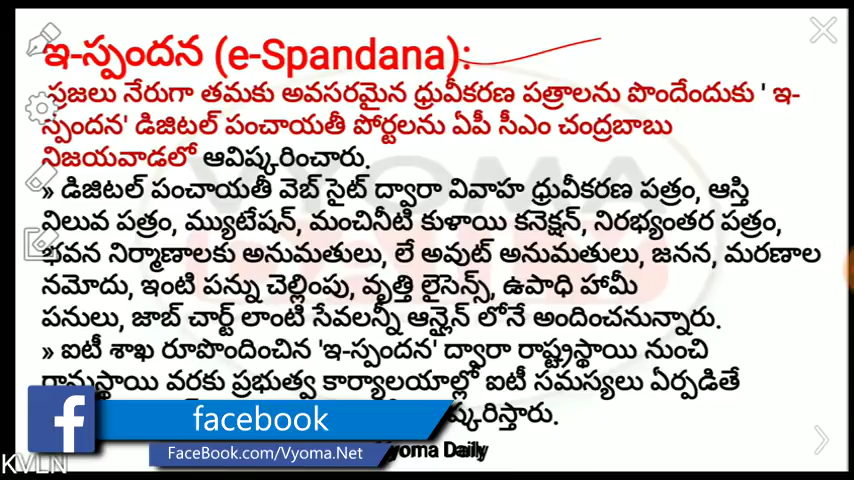 ఇ-స్పందన (e-Spandana):
ప్రజలు నేరుగా తమకు అవసరమైన ధ్రువీకరణ పత్రాలను పొందేందుకు ' ఇ-
స్పందన' డిజిటల్ పంచాయతీ పోర్టలను ఏపీ సీఎం చంద్రబాబు
విజయవాడలో ఆవిష్కరించారు.
» డిజిటల్ పంచాయతీ వెబ్ సైట్ ద్వారా వివాహ ధ్రువీకరణ పత్రం, ఆస్తి
విలువ పత్రం, మ్యుటేషన్, మంచినీటి కుళాయి కనెక్షన్, నిరభ్యంతర పత్రం,
భవన నిర్మాణాలకు అనుమతులు, లే అవుట్ అనుమతులు, జనన, మరణాల
నమోదు, ఇంటి పన్ను చెల్లింపు, వృత్తి లైసెన్స్, ఉపాధి హామీ
పనులు, జాబ్ చార్ట్ లాంటి సేవలన్నీ ఆన్లైన్ లోనే అందించనున్నారు.
» ఐటీ శాఖ రూపొందించిన 'ఇ-స్పందన' ద్వారా రాష్ట్రస్థాయి నుంచి
గ్రామస్థాయి వరకు ప్రభుత్వ కార్యాలయాల్లో ఐటీ సమస్యలు ఏర్పడితే
facebook
FaceBook.com/Vyoma.Net
Vyoma Daily
KVLN